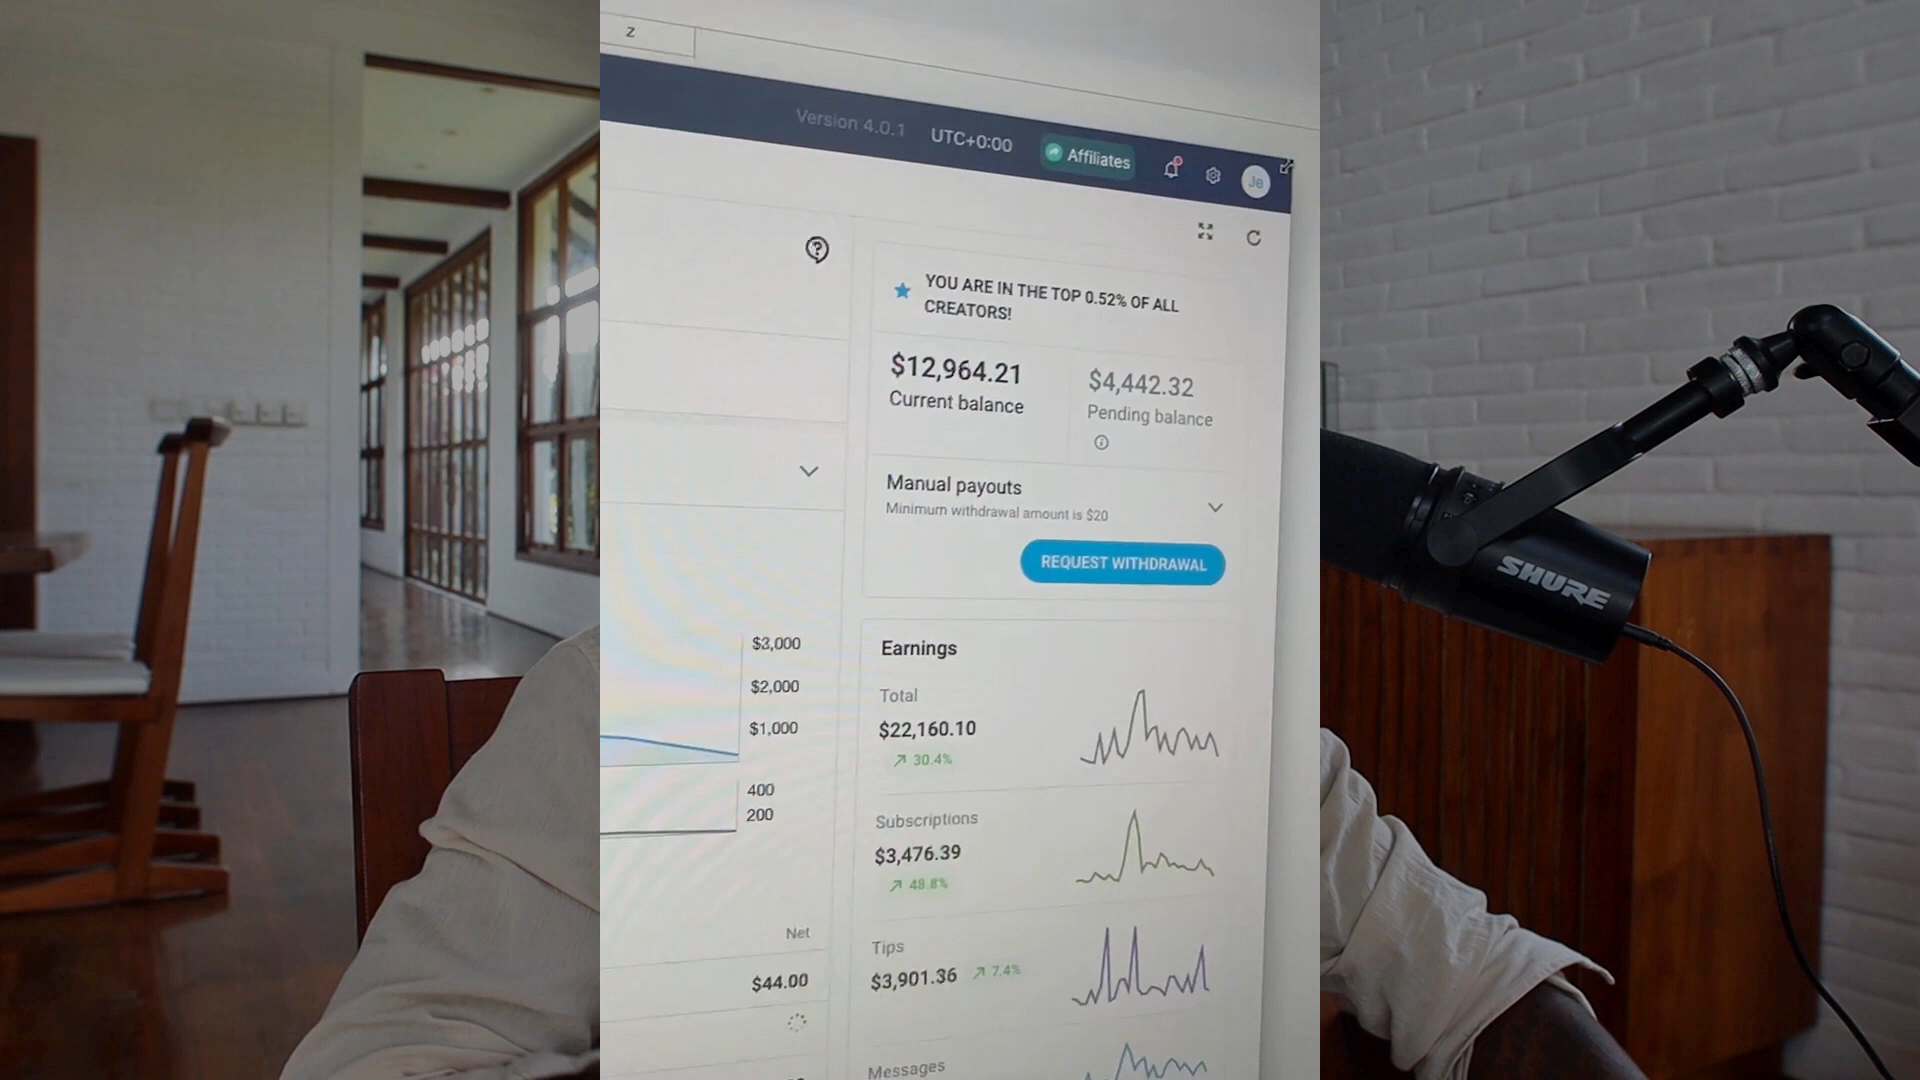 Z
Version 4.0.1
UTC+0:00
Affiliates
Je
YOU ARE IN THE TOP 0.52% OF ALL
CREATORS!
$12,964.21
Current balance
$4,442.32
Pending balance
Manual payouts
Minimum withdrawal amount is $20
REQUEST WITHDRAWAL
$3,000
$2,000
$1,000
400
200
Net
$44.00
Earnings
Total
$22,160.10
30.4%
Subscriptions
$3,476.39
48.8%
Tips
$3,901.36
7.4%
Messages
SHURE